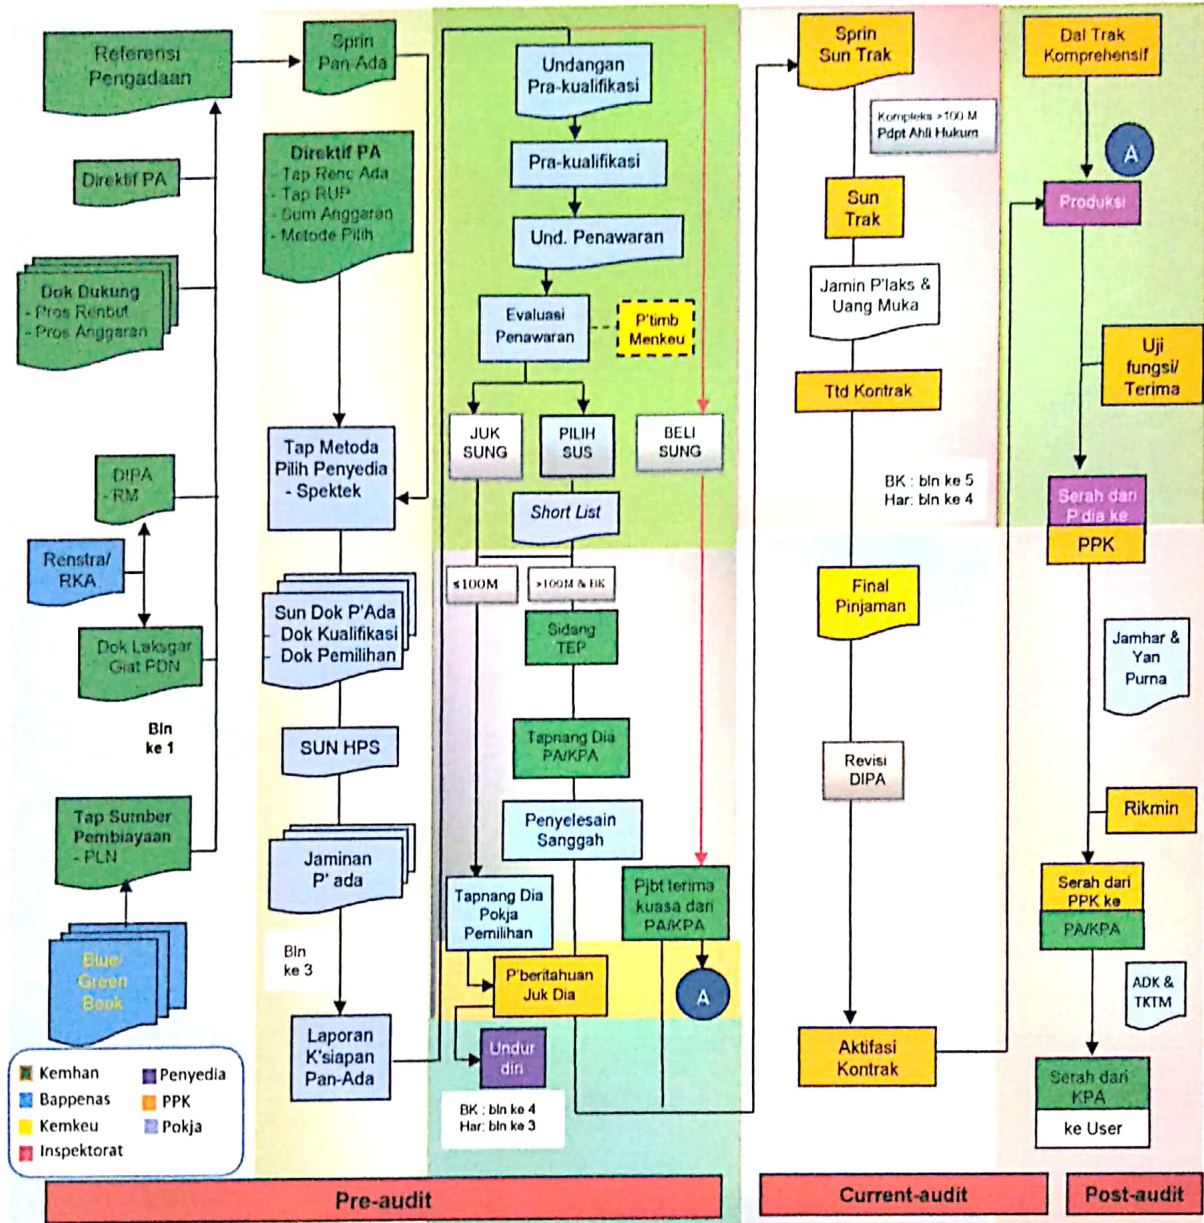 Referensi
Pengadaan
Direktif PA
Dok Dukung
- Pros Renbut
- Pros Anggaran
DIPA
- RM
Renstra/
RKA
Dok Laksgar
Giat PDN
Bln
ke 1
Tap Sumber
Pembiayaan
- PLN
Blue/
Green
Book
Sprin
Pan-Ada
Direktif PA
- Tap Renc Ada
- Tap RUP
- Sum Anggaran
- Metode Pilih
Tap Metoda
Pilih Penyedia
- Spektek
Sun Dok P'Ada
- Dok Kualifikasi
- Dok Pemilihan
SUN HPS
Jaminan
P' ada
Bln
ke 3
Laporan
K'siapan
Pan-Ada
Undangan
Pra-kualifikasi
Pra-kualifikasi
Und. Penawaran
Evaluasi
Penawaran
P'timb
Menkeu
JUK
SUNG
PILIH
SUS
BELI
SUNG
Short List
≤100M
>100M & BK
Sidang
TEP
Tapnang Dia
PA/KPA
Penyelesain
Sanggah
Tapnang Dia
Pokja
Pemilihan
Pjbt terima
kuasa dari
PA/KPA
P'beritahuan
Juk Dia
A
Undur
diri
BK : bln ke 4
Har: bln ke 3
Sprin
Sun Trak
Kompleks >100 M
Pdpt Ahli Hukum
Sun
Trak
Jamin P'laks &
Uang Muka
Ttd Kontrak
BK : bln ke 5
Har: bln ke 4
Final
Pinjaman
Revisi
DIPA
Aktifasi
Kontrak
Dal Trak
Komprehensif
A
Produksi
Uji
fungsi/
Terima
Serah dari
P dia ke
PPK
Jamhar &
Yan
Purna
Rikmin
Serah dari
PPK ke
PA/KPA
ADK &
TKTM
Serah dari
KPA
ke User
Kemhan
Bappenas
Kemkeu
Inspektorat
Penyedia
PPK
Pokja
Pre-audit
Current-audit
Post-audit